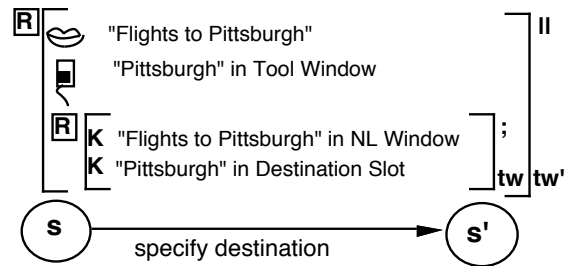 R "Flights to Pittsburgh" ||
"Pittsburgh" in Tool Window
R K "Flights to Pittsburgh" in NL Window ;
K "Pittsburgh" in Destination Slot
tw tw'
s s'
specify destination